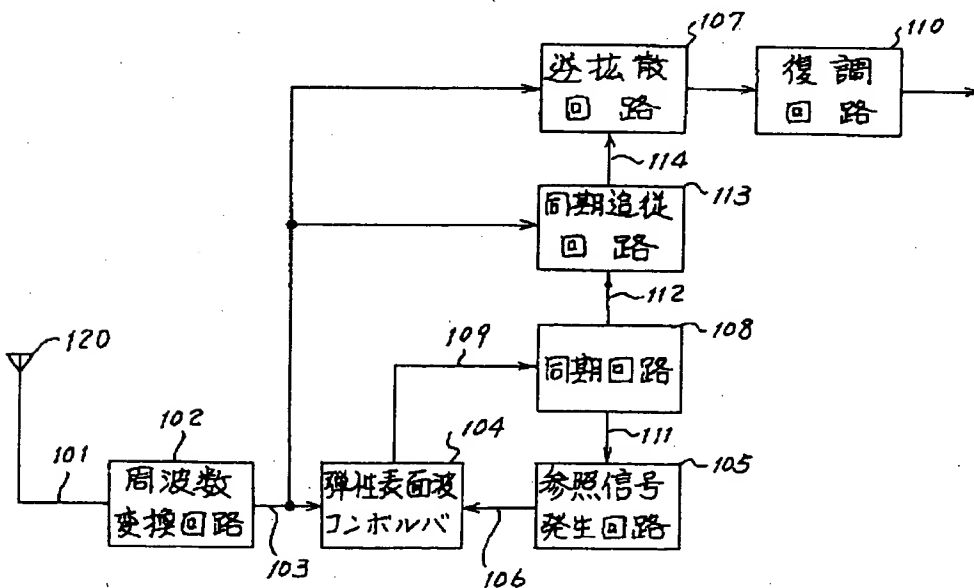 107
逆拡散
回路
110
復調
回路
114
113
同期追従
回路
112
108
同期回路
109
120
111
102
104
101
周波数
変換回路
103
弾性表面波
コンボルバ
106
105
参照信号
発生回路